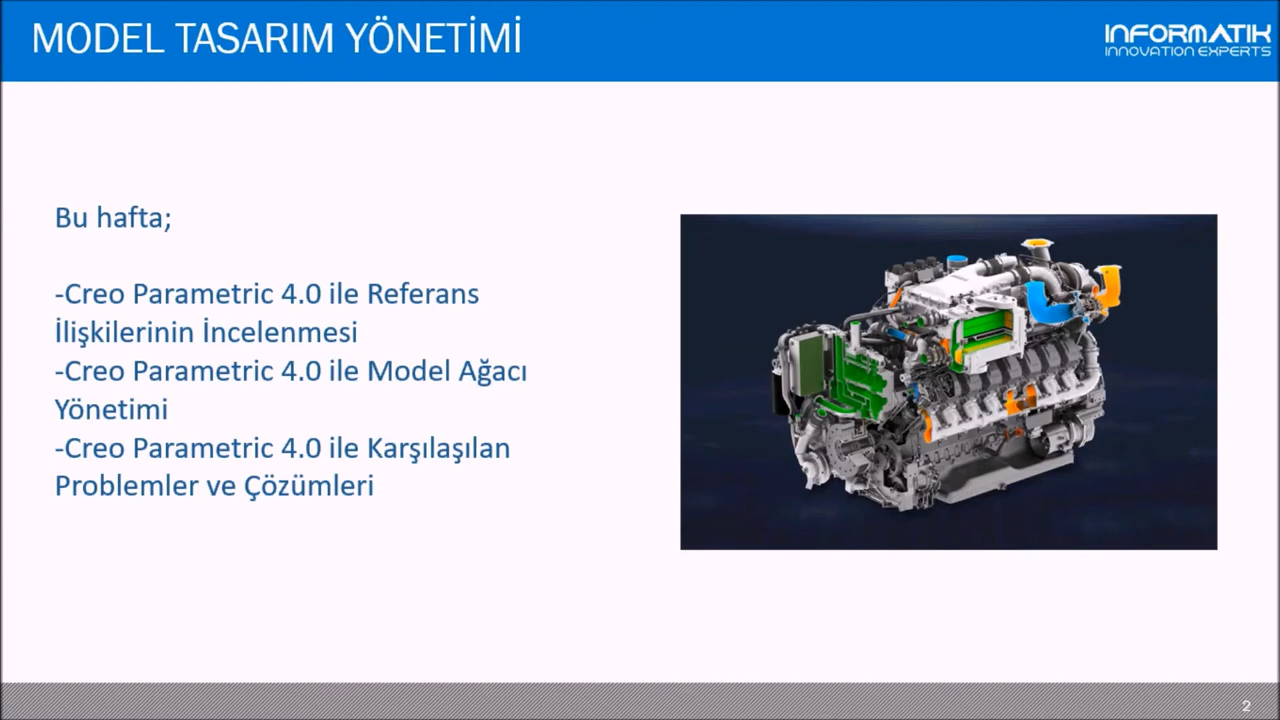 MODEL TASARIM YÖNETİMİ
INFORMATIK
INNOVATION EXPERTS
Bu hafta;
-Creo Parametric 4.0 ile Referans
İlişkilerinin İncelenmesi
-Creo Parametric 4.0 ile Model Ağacı
Yönetimi
-Creo Parametric 4.0 ile Karşılaşılan
Problemler ve Çözümleri
2